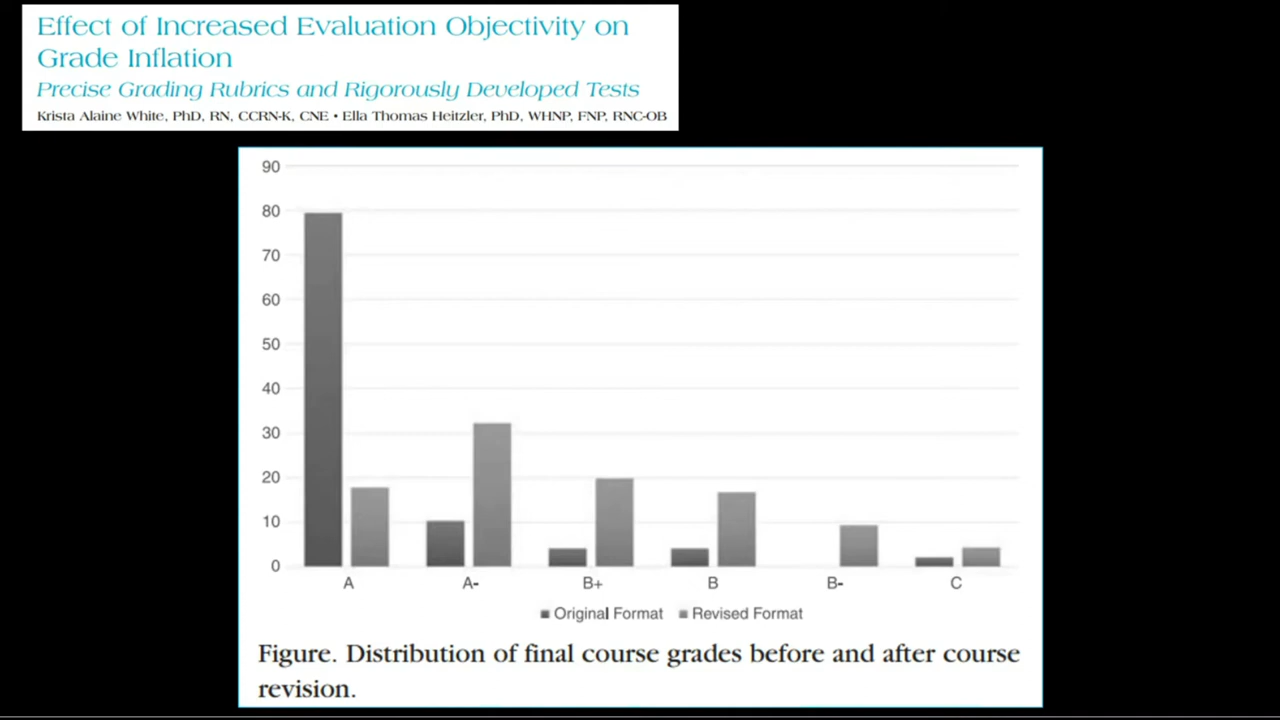 Effect of Increased Evaluation Objectivity on
Grade Inflation
Precise Grading Rubrics and Rigorously Developed Tests
Krista Alaine White, PhD, RN, CCRN-K, CNE • Ella Thomas Heitzler, PhD, WHNP, FNP, RNC-OB
90
80
70
60
50
40
30
20
10
0
A A- B+ B B- C
Original Format Revised Format
Figure. Distribution of final course grades before and after course
revision.